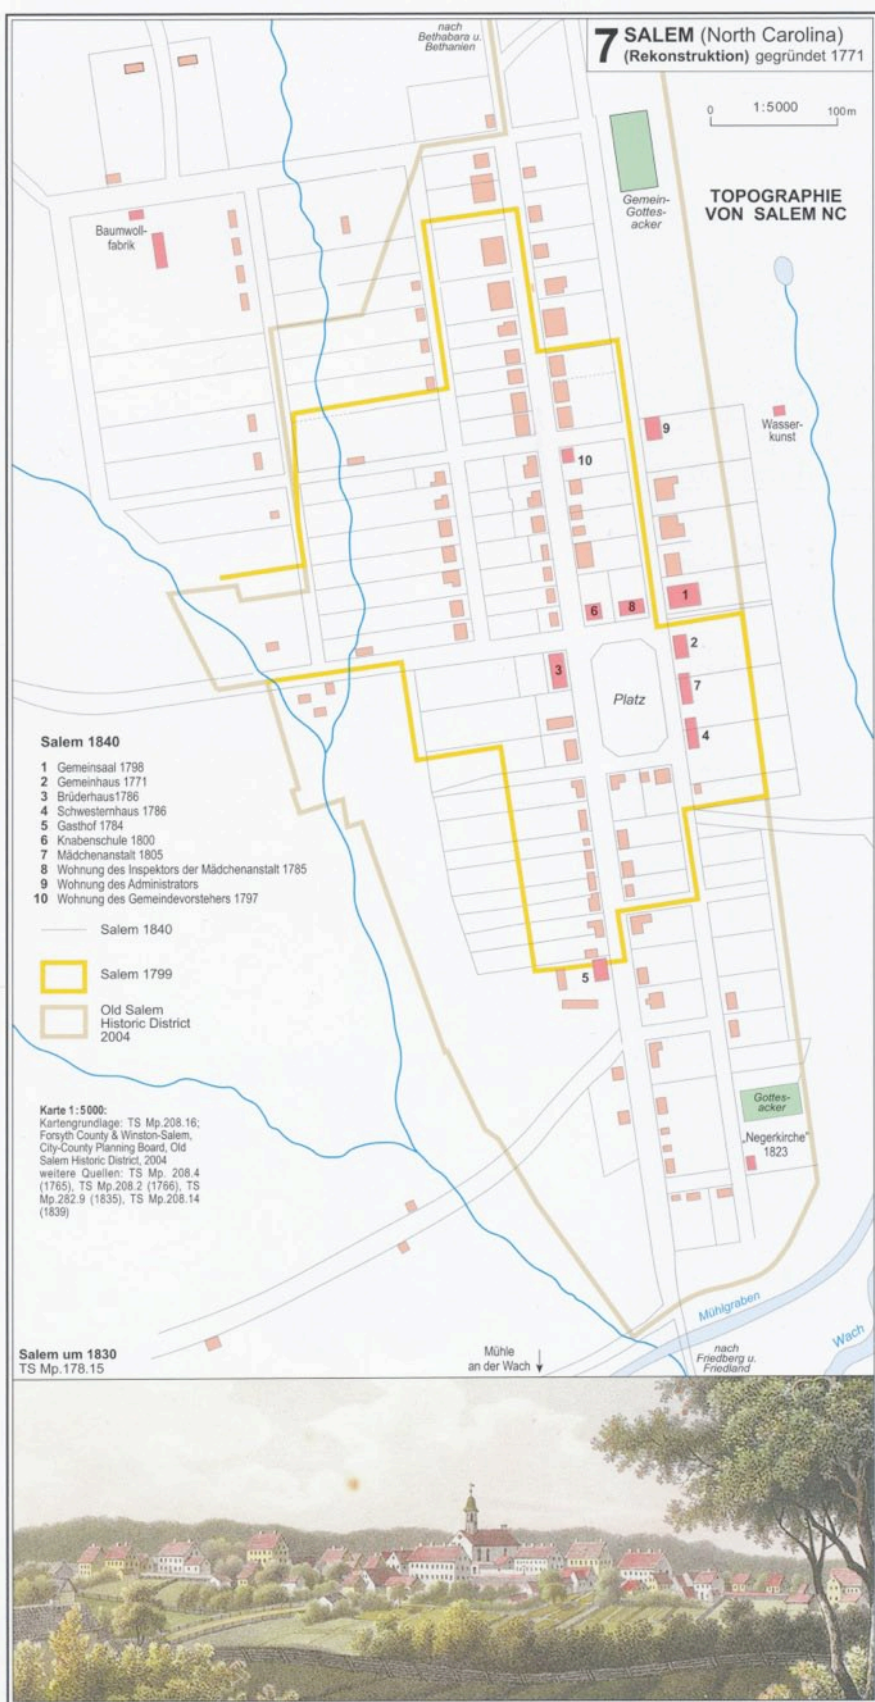 nach
Bethabara u.
Bethanien
7 SALEM (North Carolina)
(Rekonstruktion) gegründet 1771
0 1:5000 100m
TOPOGRAPHIE
VON SALEM NC
Gemein-
Gottes-
acker
Baumwoll-
fabrik
Wasser-
kunst
9
10
1
6
8
2
3
7
4
Platz
5
Salem 1840
1 Gemeinsaal 1798
2 Gemeinhaus 1771
3 Brüderhaus1786
4 Schwesternhaus 1786
5 Gasthof 1784
6 Knabenschule 1800
7 Mädchenanstalt 1805
8 Wohnung des Inspektors der Mädchenanstalt 1785
9 Wohnung des Administrators
10 Wohnung des Gemeindevorstehers 1797
Salem 1840
Salem 1799
Old Salem
Historic District
2004
Karte 1:5000:
Kartengrundlage: TS Mp.208.16;
Forsyth County & Winston-Salem,
City-County Planning Board, Old
Salem Historic District, 2004
weitere Quellen: TS Mp. 208.4
(1765), TS Mp.208.2 (1766), TS
Mp.282.9 (1835), TS Mp.208.14
(1839)
Gottes-
acker
„Negerkirche"
1823
Mühlgraben
Wach
Mühle
an der Wach
nach
Friedberg u.
Friedland
Salem um 1830
TS Mp.178.15